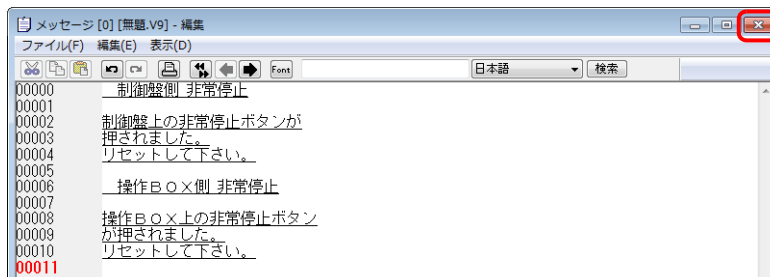 メッセージ [0] [無題.V9] - 編集
ファイル(F) 編集(E) 表示(D)
Font 日本語 検索
00000 制御盤側 非常停止
00001
00002 制御盤上の非常停止ボタンが
00003 押されました。
00004 リセットして下さい。
00005
00006 操作ＢＯＸ側 非常停止
00007
00008 操作ＢＯＸ上の非常停止ボタン
00009 が押されました。
00010 リセットして下さい。
00011